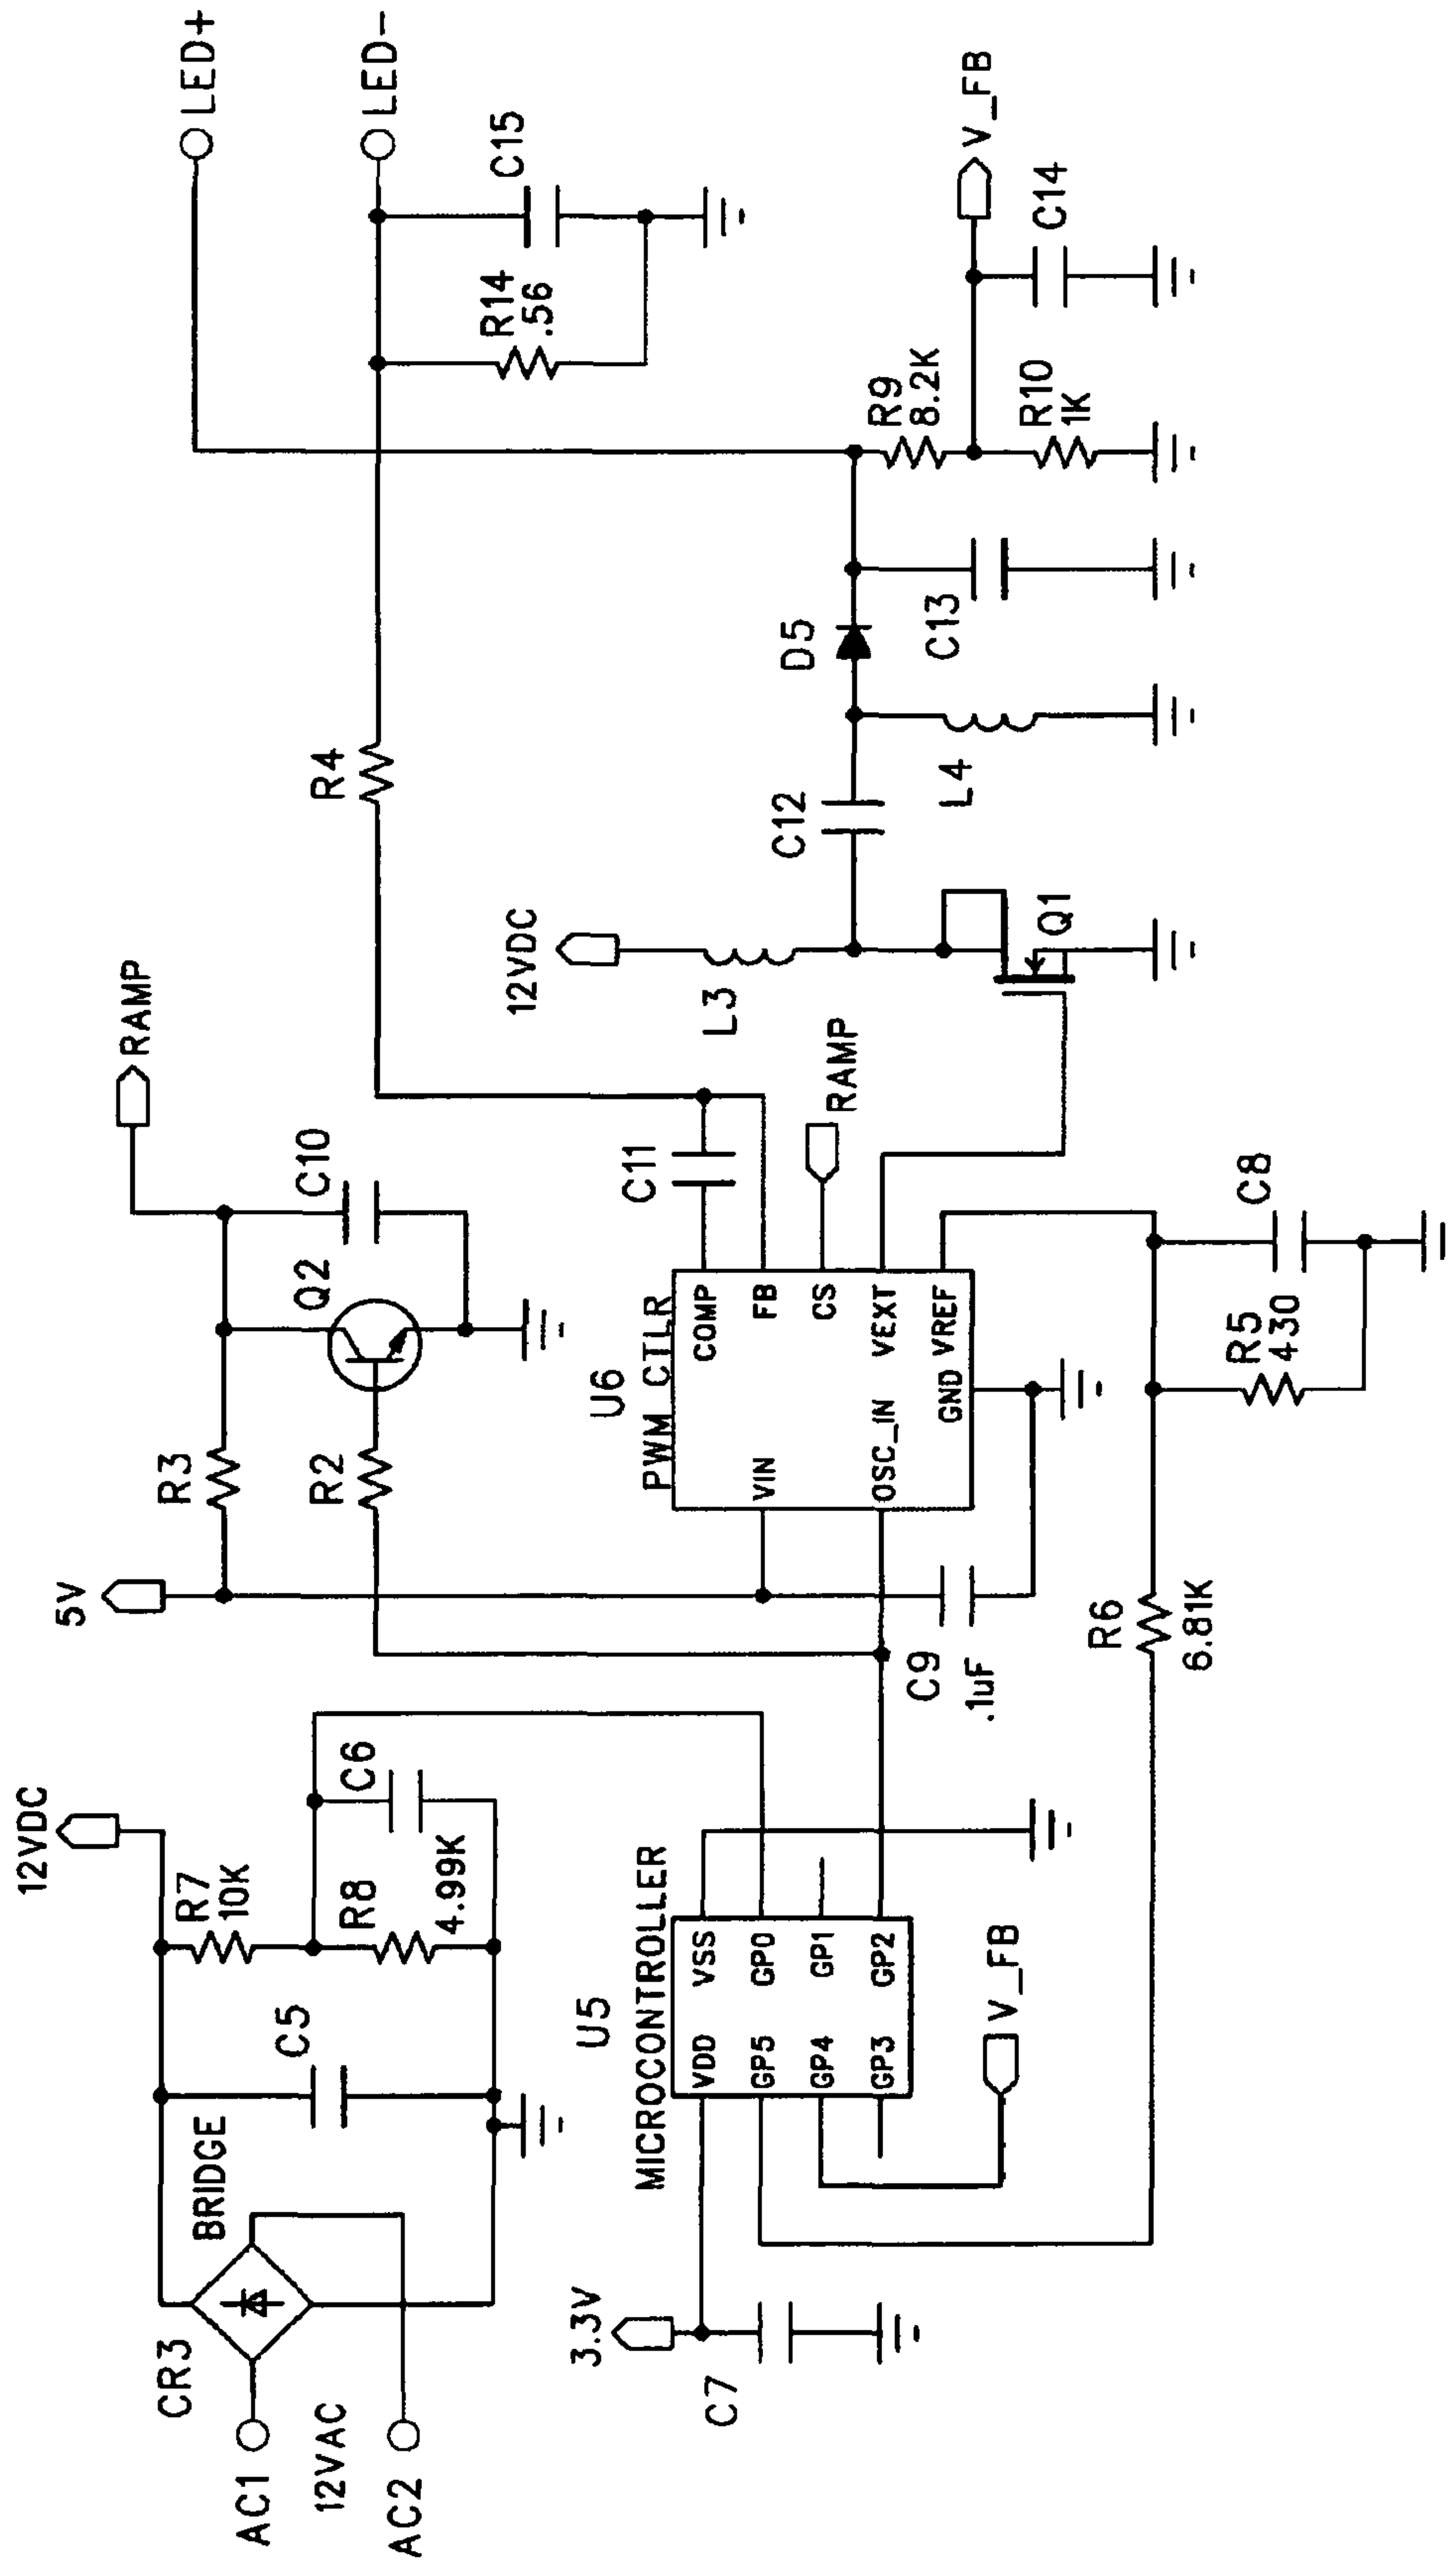 AC1
12VAC
AC2
CR3
BRIDGE
C5
12VDC
R7
10K
R8
4.99K
C6
5V
R3
R2
Q2
C10
RAMP
R4
LED+
LED-
R14
.56
C15
3.3V
C7
U5
MICROCONTROLLER
VDD
VSS
GP5
GP0
GP4
GP1
GP3
GP2
V_FB
C9
.1uF
U6
PWM CTLR
VIN
COMP
FB
CS
OSC_IN
VEXT
GND
VREF
C11
RAMP
12VDC
L3
Q1
C12
L4
D5
C13
R9
8.2K
R10
1K
C14
V_FB
R6
6.81K
R5
430
C8